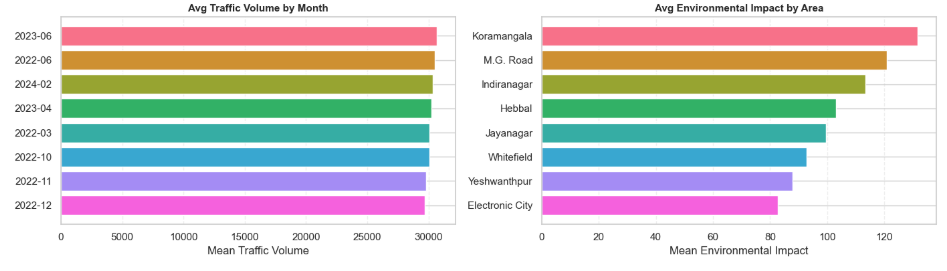 Avg Traffic Volume by Month
2023-06
2022-06
2024-02
2023-04
2022-03
2022-10
2022-11
2022-12
0 5000 10000 15000 20000 25000 30000
Mean Traffic Volume
Avg Environmental Impact by Area
Koramangala
M.G. Road
Indiranagar
Hebbal
Jayanagar
Whitefield
Yeshwanthpur
Electronic City
0 20 40 60 80 100 120
Mean Environmental Impact